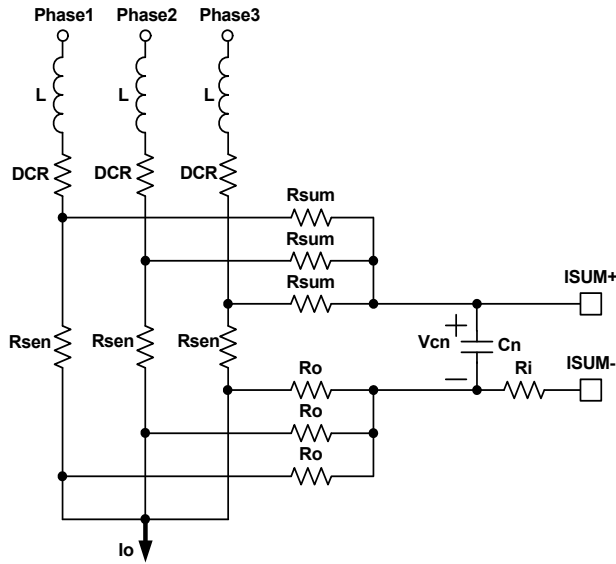 Phase1 Phase2 Phase3
L L L
DCR DCR DCR
Rsum
Rsum
Rsum
ISUM+
Rsen Rsen Rsen
+
Vcn Cn
Ro
Ri
ISUM-
Ro
Ro
Io